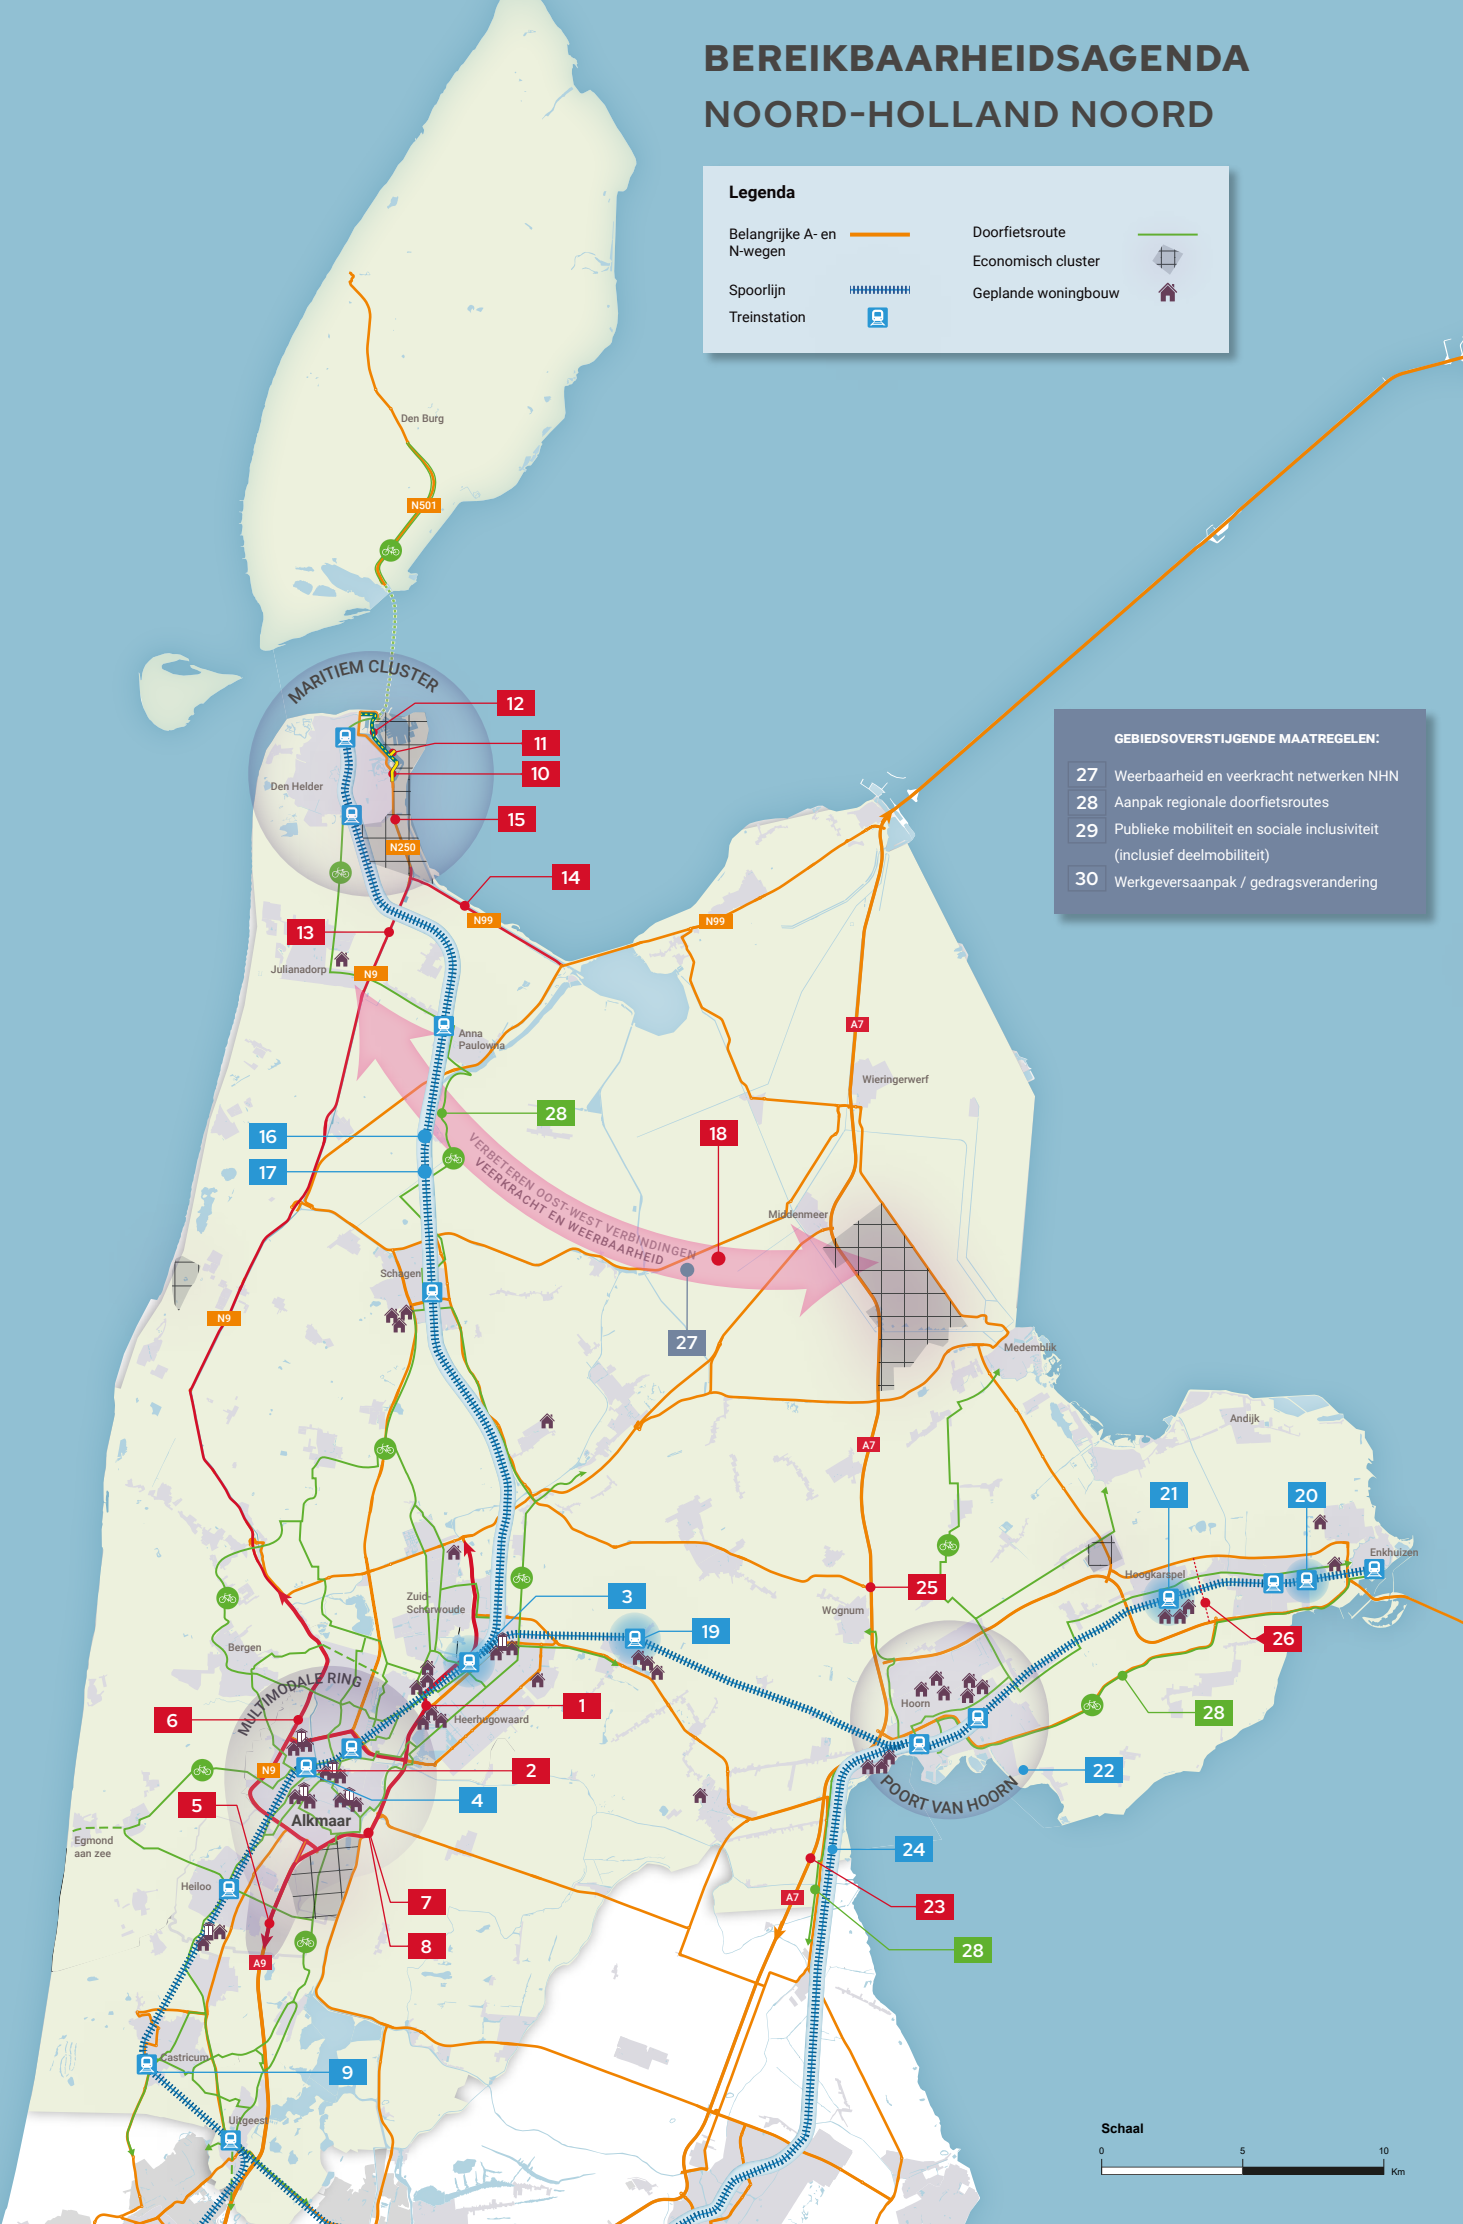 BEREIKBAARHEIDSAGENDA
NOORD-HOLLAND NOORD
Legenda
Belangrijke A- en
N-wegen
Spoorlijn
Treinstation
Doorfietsroute
Economisch cluster
Geplande woningbouw
Den Burg
N501
MARITIEM CLUSTER
12
11
10
Den Helder
15
N250
14
N99
N99
13
Julianadorp
N9
GEBIEDSOVERSTIJGENDE MAATREGELEN:
27 Weerbaarheid en veerkracht netwerken NHN
28 Aanpak regionale doorfietsroutes
29 Publieke mobiliteit en sociale inclusiviteit
(inclusief deelmobiliteit)
30 Werkgeversaanpak / gedragsverandering
A7
Anna
Paulowna
Wieringerwerf
28
16
18
17
VERBETEREN OOST-WEST VERBINDINGEN
VEERKRACHT EN WEERBAARHEID
Middenmeer
Schagen
N9
27
Medemblik
Andijk
A7
21
20
Enkhuizen
Hoogkarspel
25
3
Zuid-
Scharwoude
Wognum
19
26
Bergen
MULTIMODALE RING
Hoorn
1
28
6
Heerhugowaard
N9
2
22
4
5
POORT VAN HOORN
Alkmaar
Egmond
aan zee
24
Heiloo
A7
7
23
8
28
A9
Castricum
9
Uitgeest
Schaal
0 5 10
Km